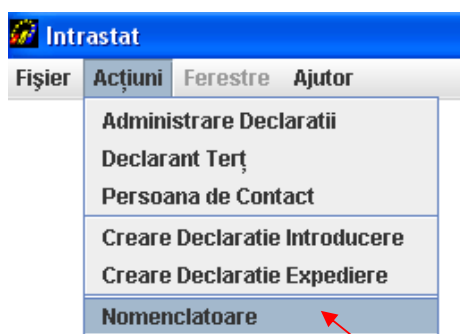 Intrastat
Fişier Acţiuni Ferestre Ajutor
Administrare Declaratii
Declarant Terţ
Persoana de Contact
Creare Declaratie Introducere
Creare Declaratie Expediere
Nomenclatoare